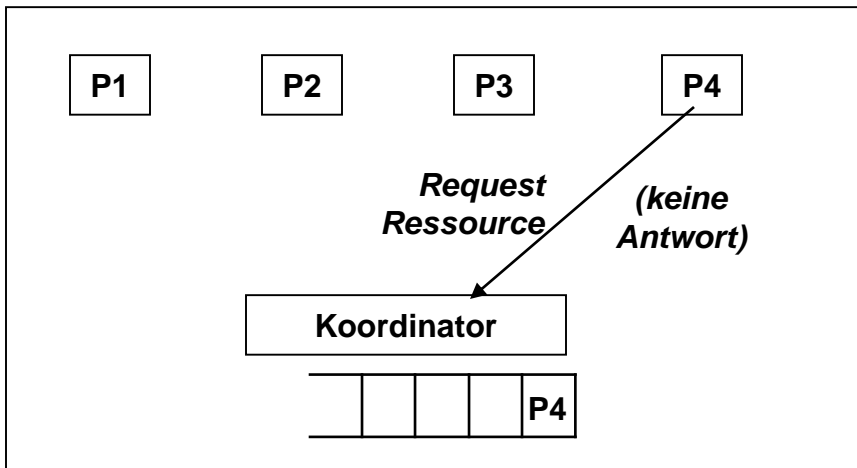 P1 P2 P3 P4
Request
Ressource
(keine
Antwort)
Koordinator
P4